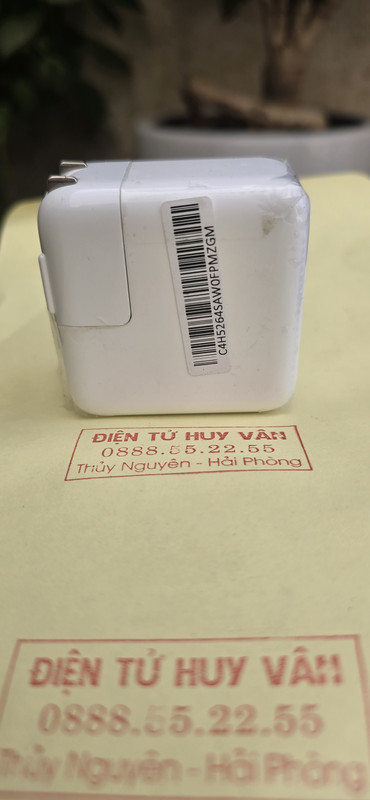 C4H5264SAW0FPMZGM
ĐIỆN TỬ HUY VÂN
0888.55.22.55
Thủy Nguyên - Hải Phòng
ĐIỆN TỬ HUY VÂN
0888.55.22.55
Thủy Nguyên - Hải Phòng